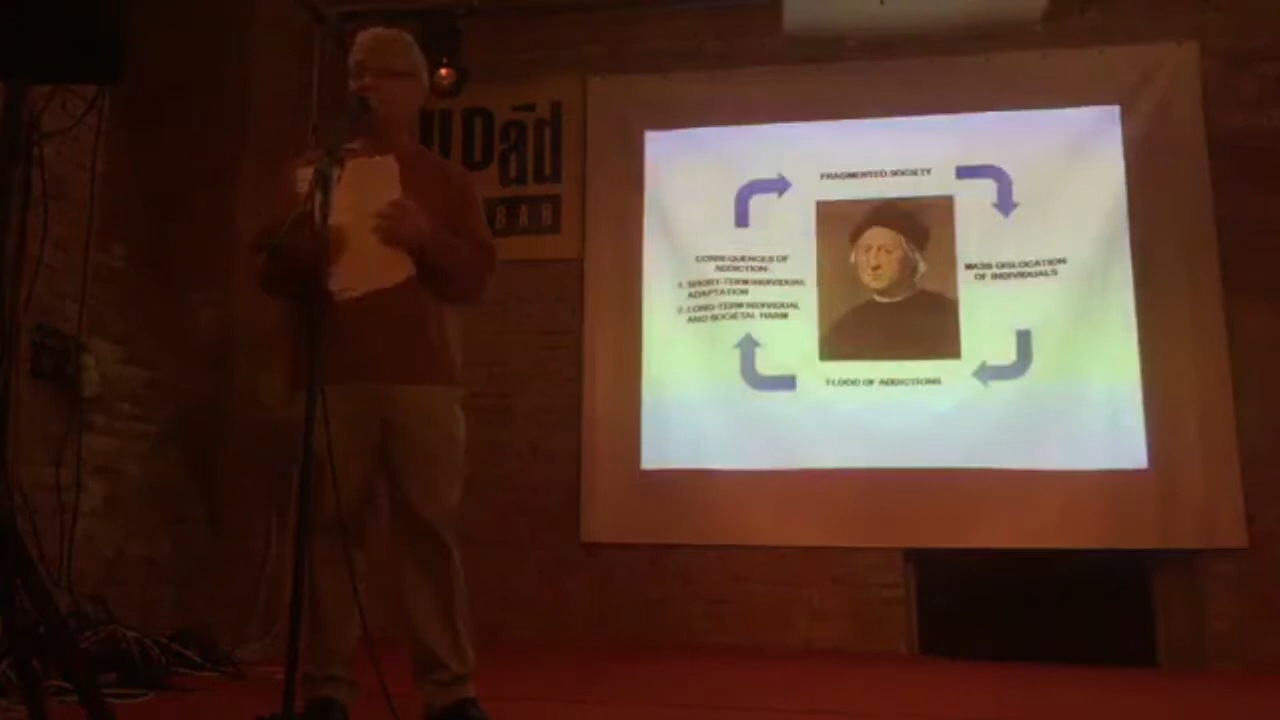 Dad
BAR
FRAGMENTED SOCIETY
CONSEQUENCES OF
ADDICTION:
1. SHORT-TERM INDIVIDUAL
ADAPTATION
2. LONG-TERM INDIVIDUAL
AND SOCIETAL HARM
MASS DISLOCATION
OF INDIVIDUALS
FLOOD OF ADDICTIONS